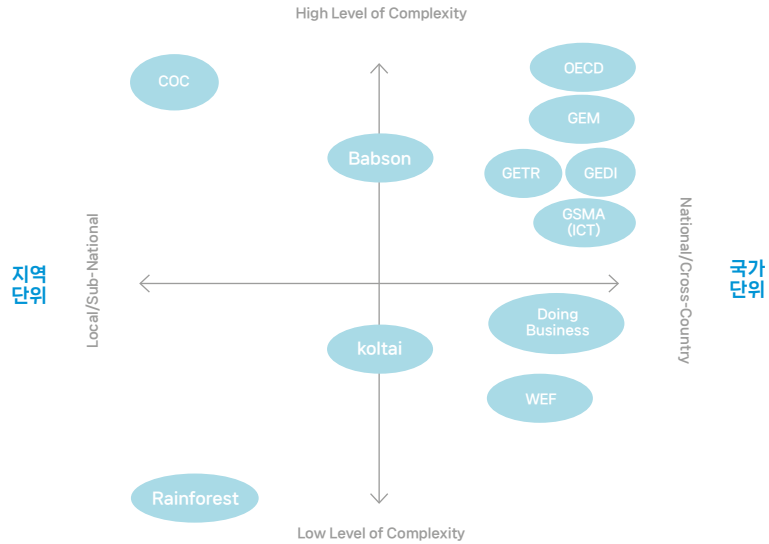 High Level of Complexity
COC
OECD
GEM
Babson
GETR
GEDI
GSMA
(ICT)
지역
단위
Local/Sub-National
National/Cross-Country
국가
단위
Doing
Business
koltai
WEF
Rainforest
Low Level of Complexity